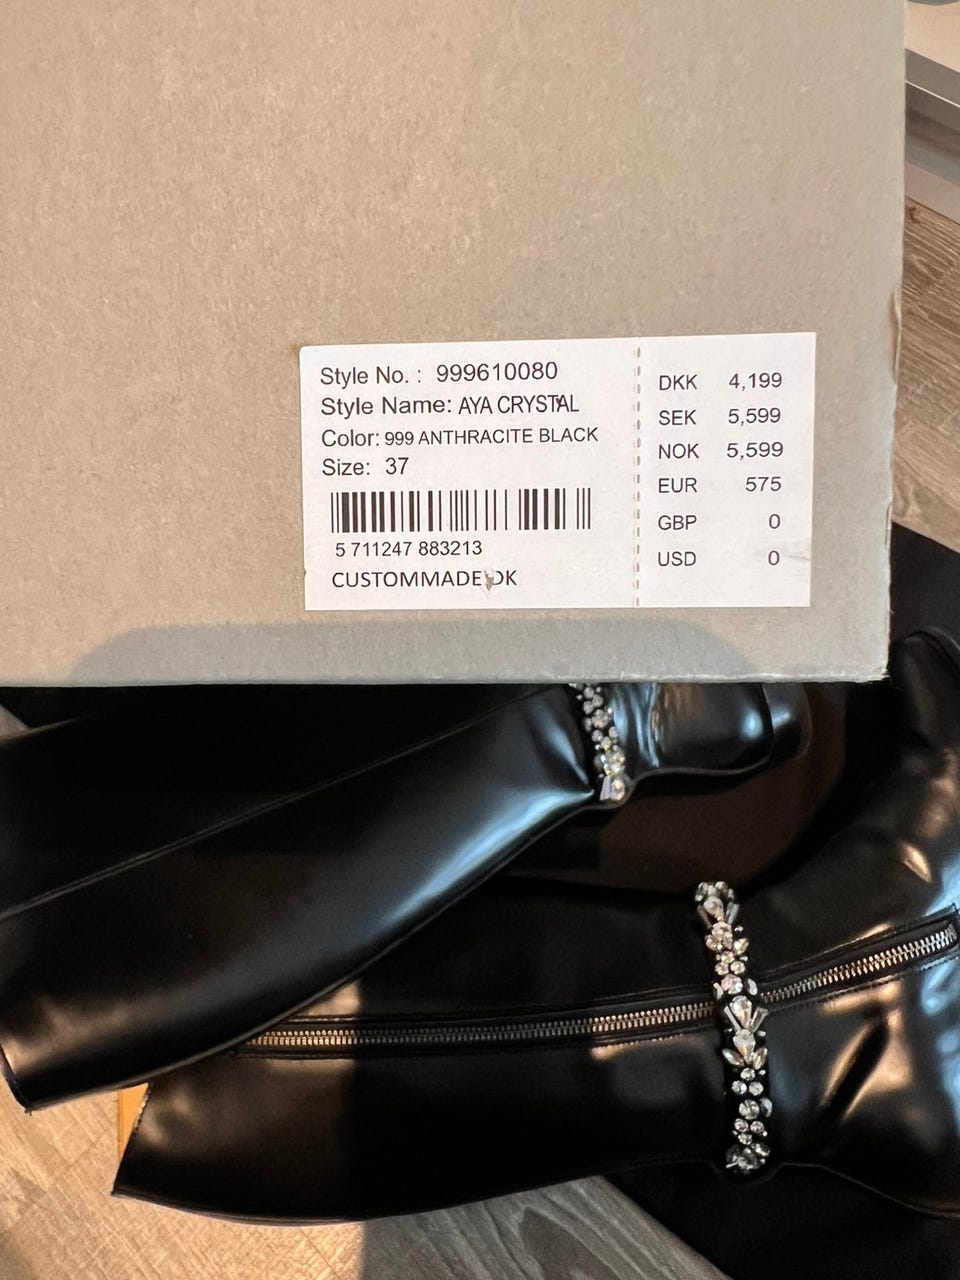 Style No. : 999610080
Style Name: AYA CRYSTAL
Color: 999 ANTHRACITE BLACK
Size: 37
5 711247 883213
CUSTOMMADE DK
DKK 4,199
SEK 5,599
NOK 5,599
EUR 575
GBP 0
USD 0